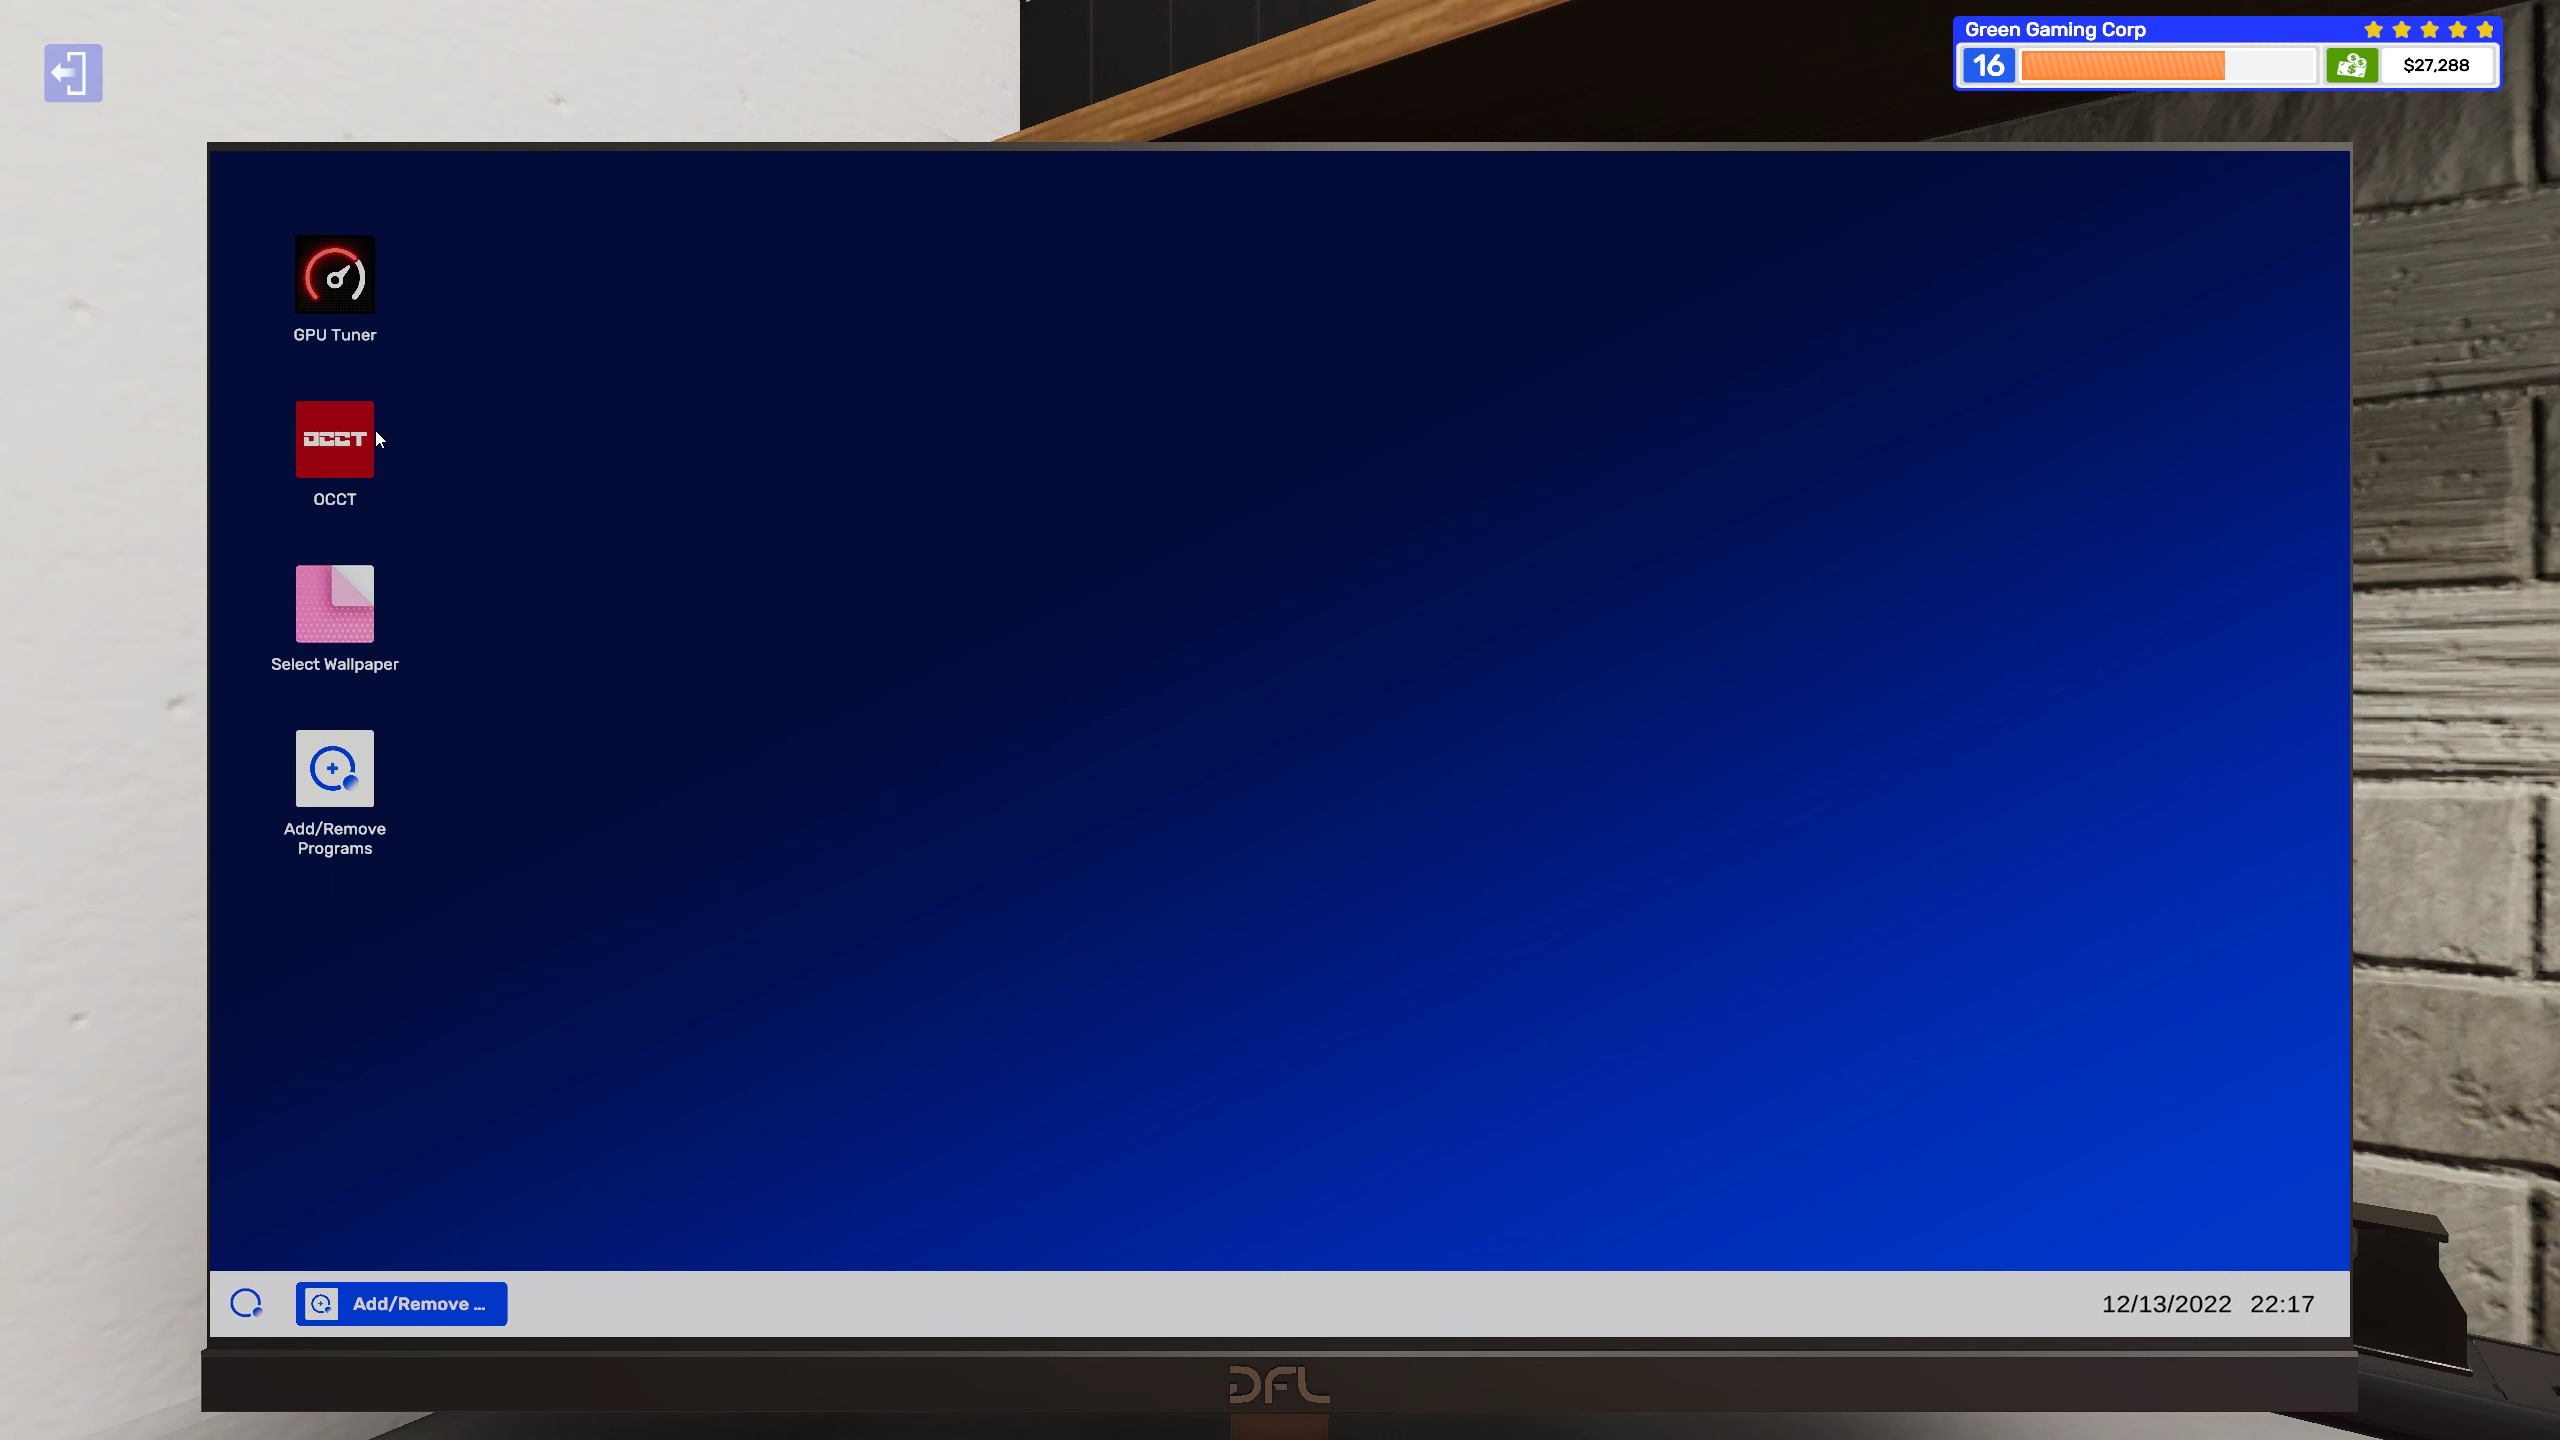 Green Gaming Corp
16
$27,288
GPU Tuner
OCCT
OCCT
Select Wallpaper
Add/Remove
Programs
Add/Remove ...
12/13/2022 22:17
DFL